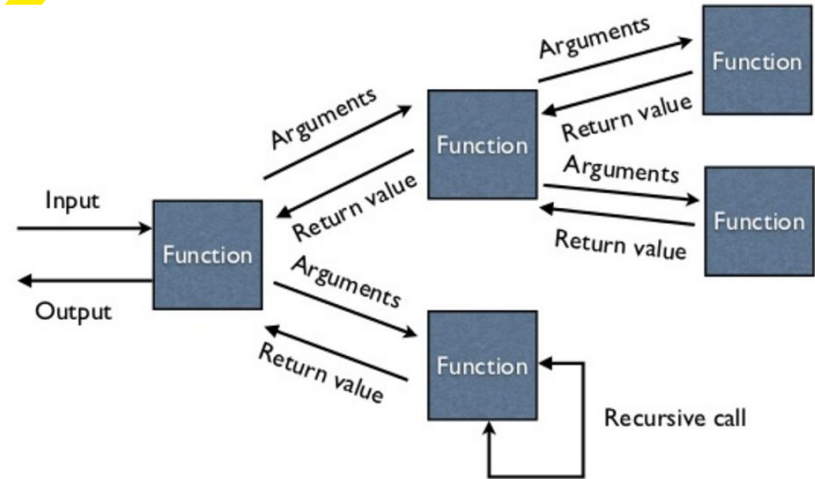 Arguments
Function
Return value
Arguments
Function
Return value
Arguments
Function
Return value
Input
Function
Output
Arguments
Return value
Function
Recursive call